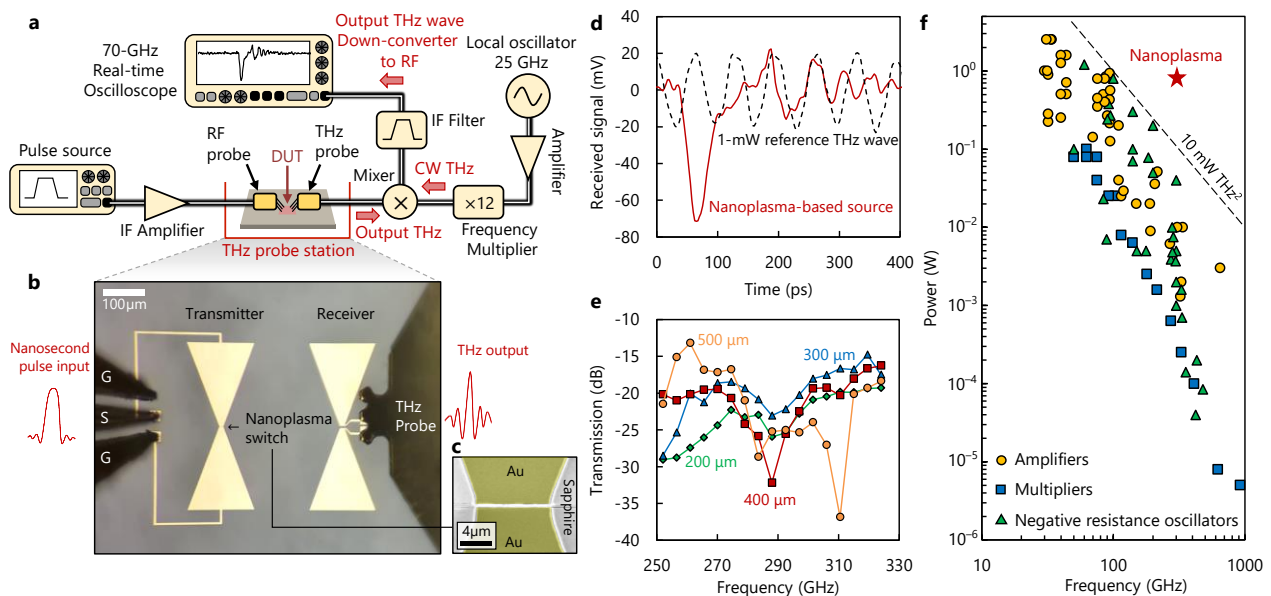 a
70-GHz
Real-time
Oscilloscope
Output THz wave
Down-converter
to RF
Local oscillator
25 GHz
IF Filter
Amplifier
Pulse source
RF
probe
DUT
THz
probe
Mixer
CW THz
×12
IF Amplifier
Output THz
Frequency
Multiplier
THz probe station
b
100μm
Transmitter
Receiver
Nanosecond
pulse input
G
S
G
← Nanoplasma
switch
THz
Probe
THz output
c
Au
Sapphire
4μm
Au
d
Received signal (mV)
40
20
0
-20
-40
-60
-80
1-mW reference THz wave
Nanoplasma-based source
0
100
200
300
400
Time (ps)
e
Transmission (dB)
-10
-15
-20
-25
-30
-35
-40
500 μm
300 μm
200 μm
400 μm
250
270
290
310
330
Frequency (GHz)
f
Power (W)
10⁰
10⁻¹
10⁻²
10⁻³
10⁻⁴
10⁻⁵
10⁻⁶
Nanoplasma
10 mW THz²
Amplifiers
Multipliers
Negative resistance oscillators
10
100
1000
Frequency (GHz)